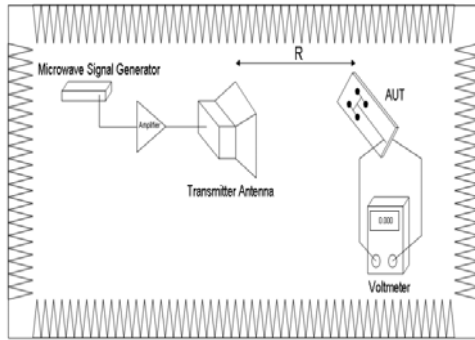 R
Microwave Signal Generator
AUT
Amplifier
Transmitter Antenna
0.000
Voltmeter